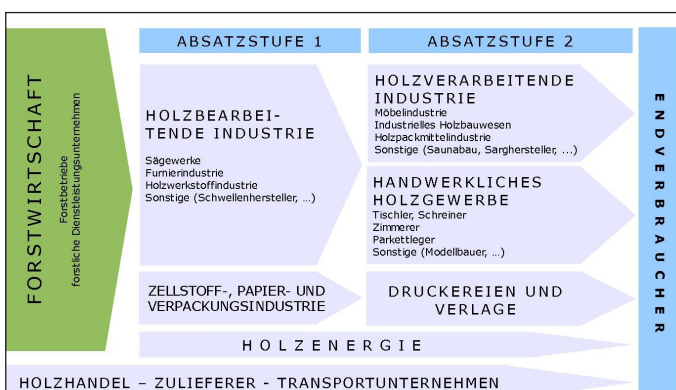 FORSTWIRTSCHAFT
Forstbetriebe
forstliche Dienstleistungsunternehmen
ABSATZSTUFE 1
HOLZBEARBEI-
TENDE INDUSTRIE
Sägewerke
Furnierindustrie
Holzwerkstoffindustrie
Sonstige (Schwellenhersteller, ...)
ZELLSTOFF-, PAPIER- UND
VERPACKUNGSINDUSTRIE
ABSATZSTUFE 2
HOLZVERARBEITENDE
INDUSTRIE
Möbelindustrie
Industrielles Holzbauwesen
Holzpackmittelindustrie
Sonstige (Saunabau, Sarghersteller, ...)
HANDWERKLICHES
HOLZGEWERBE
Tischler, Schreiner
Zimmerer
Parkettleger
Sonstige (Modellbauer, ...)
DRUCKEREIEN UND
VERLAGE
HOLZENERGIE
HOLZHANDEL – ZULIEFERER - TRANSPORTUNTERNEHMEN
ENDVERBRAUCHER